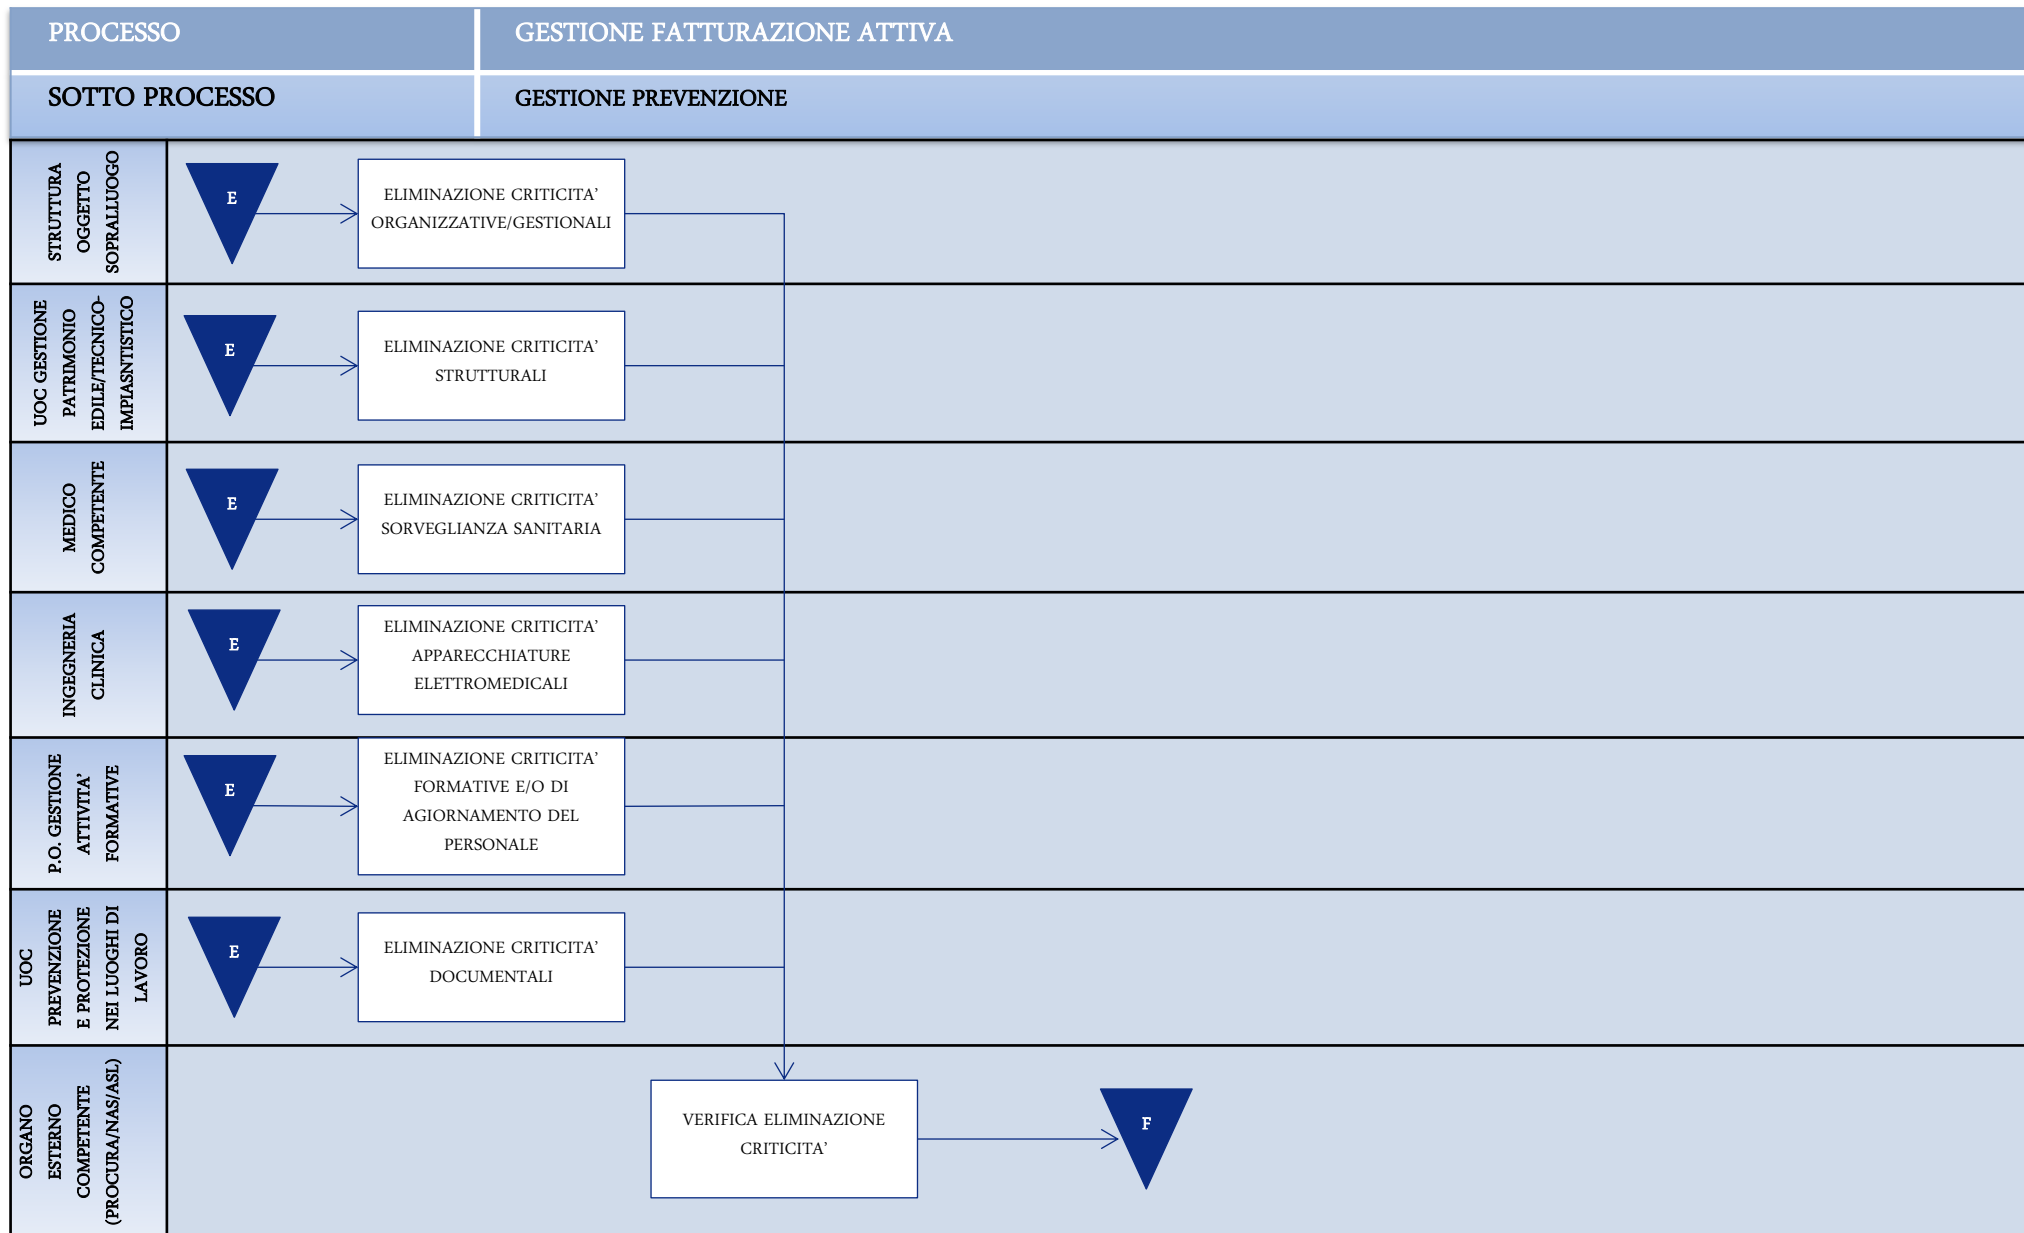 PROCESSO
GESTIONE FATTURAZIONE ATTIVA
SOTTO PROCESSO
GESTIONE PREVENZIONE
STRUTTURA
OGGETTO
SOPRALLUOGO
E
ELIMINAZIONE CRITICITA’
ORGANIZZATIVE/GESTIONALI
UOC GESTIONE
PATRIMONIO
EDILE/TECNICO-
IMPIASNTISTICO
E
ELIMINAZIONE CRITICITA’
STRUTTURALI
MEDICO
COMPETENTE
E
ELIMINAZIONE CRITICITA’
SORVEGLIANZA SANITARIA
INGEGNERIA
CLINICA
E
ELIMINAZIONE CRITICITA’
APPARECCHIATURE
ELETTROMEDICALI
P.O. GESTIONE
ATTIVITA’
FORMATIVE
E
ELIMINAZIONE CRITICITA’
FORMATIVE E/O DI
AGIORNAMENTO DEL
PERSONALE
UOC
PREVENZIONE
E PROTEZIONE
NEI LUOGHI DI
LAVORO
E
ELIMINAZIONE CRITICITA’
DOCUMENTALI
ORGANO
ESTERNO
COMPETENTE
(PROCURA/NAS/ASL)
VERIFICA ELIMINAZIONE
CRITICITA’
F